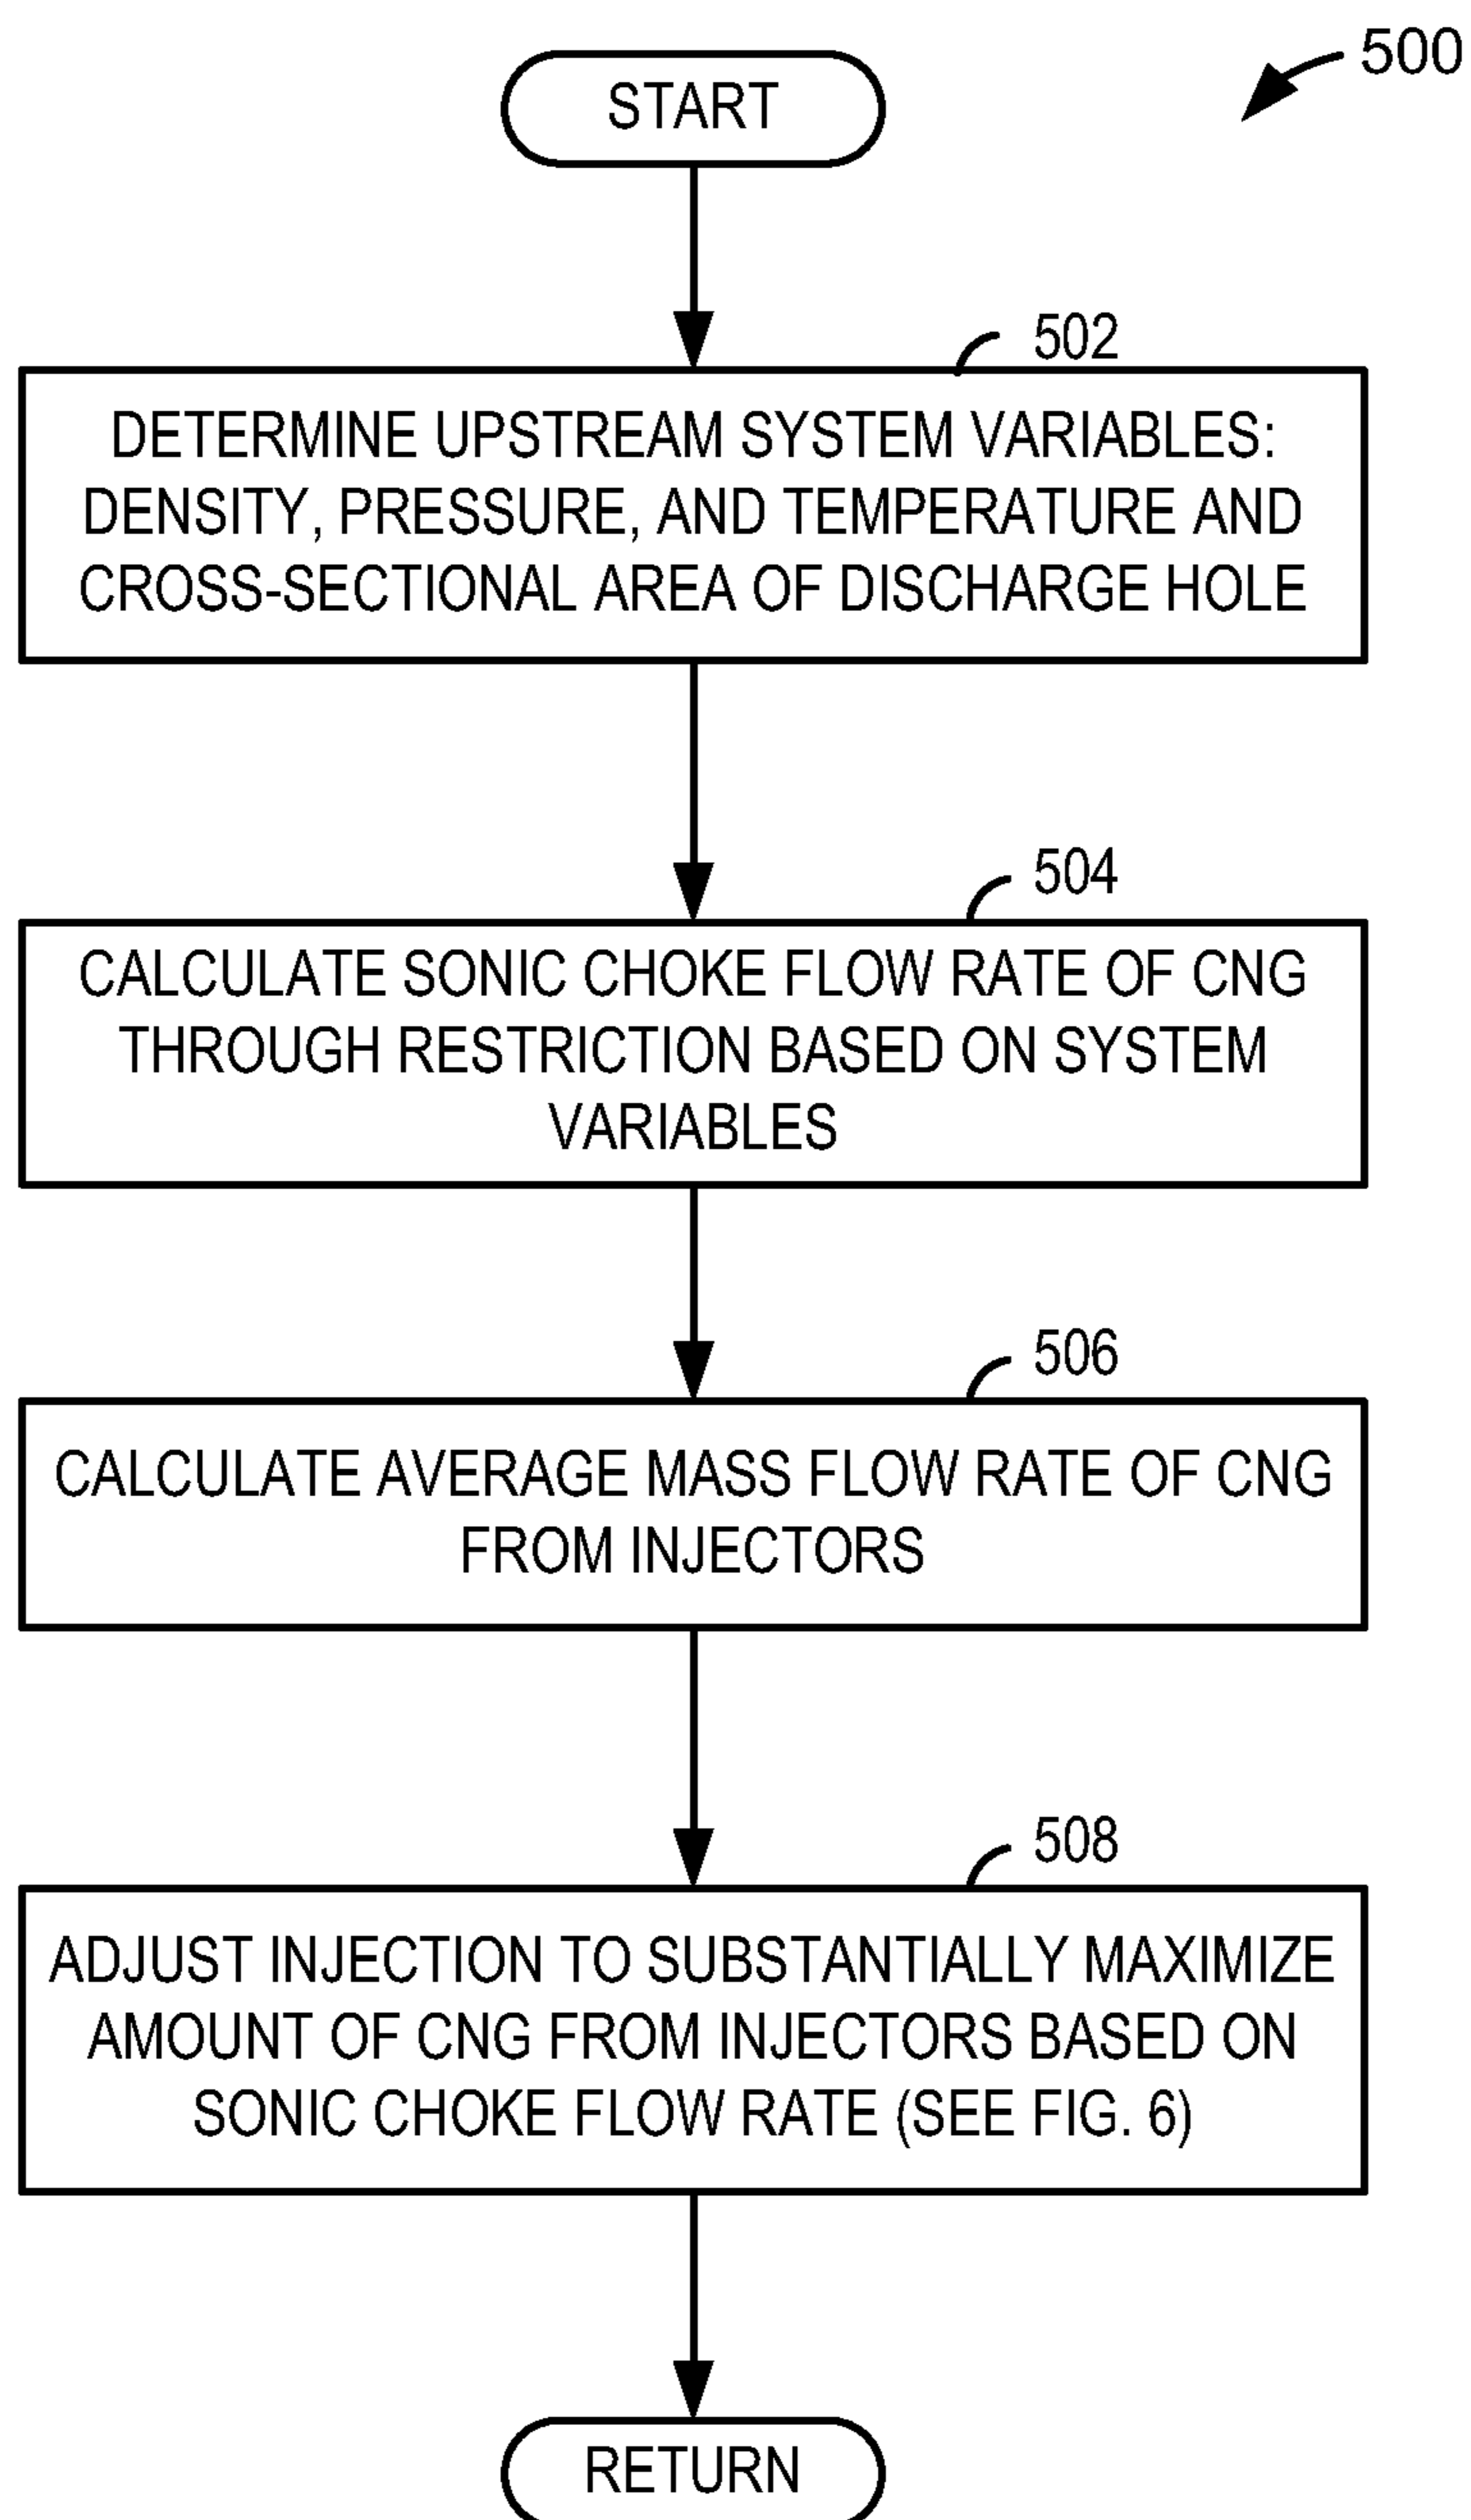 500
START
502
DETERMINE UPSTREAM SYSTEM VARIABLES:
DENSITY, PRESSURE, AND TEMPERATURE AND
CROSS-SECTIONAL AREA OF DISCHARGE HOLE
504
CALCULATE SONIC CHOKE FLOW RATE OF CNG
THROUGH RESTRICTION BASED ON SYSTEM
VARIABLES
506
CALCULATE AVERAGE MASS FLOW RATE OF CNG
FROM INJECTORS
508
ADJUST INJECTION TO SUBSTANTIALLY MAXIMIZE
AMOUNT OF CNG FROM INJECTORS BASED ON
SONIC CHOKE FLOW RATE (SEE FIG. 6)
RETURN